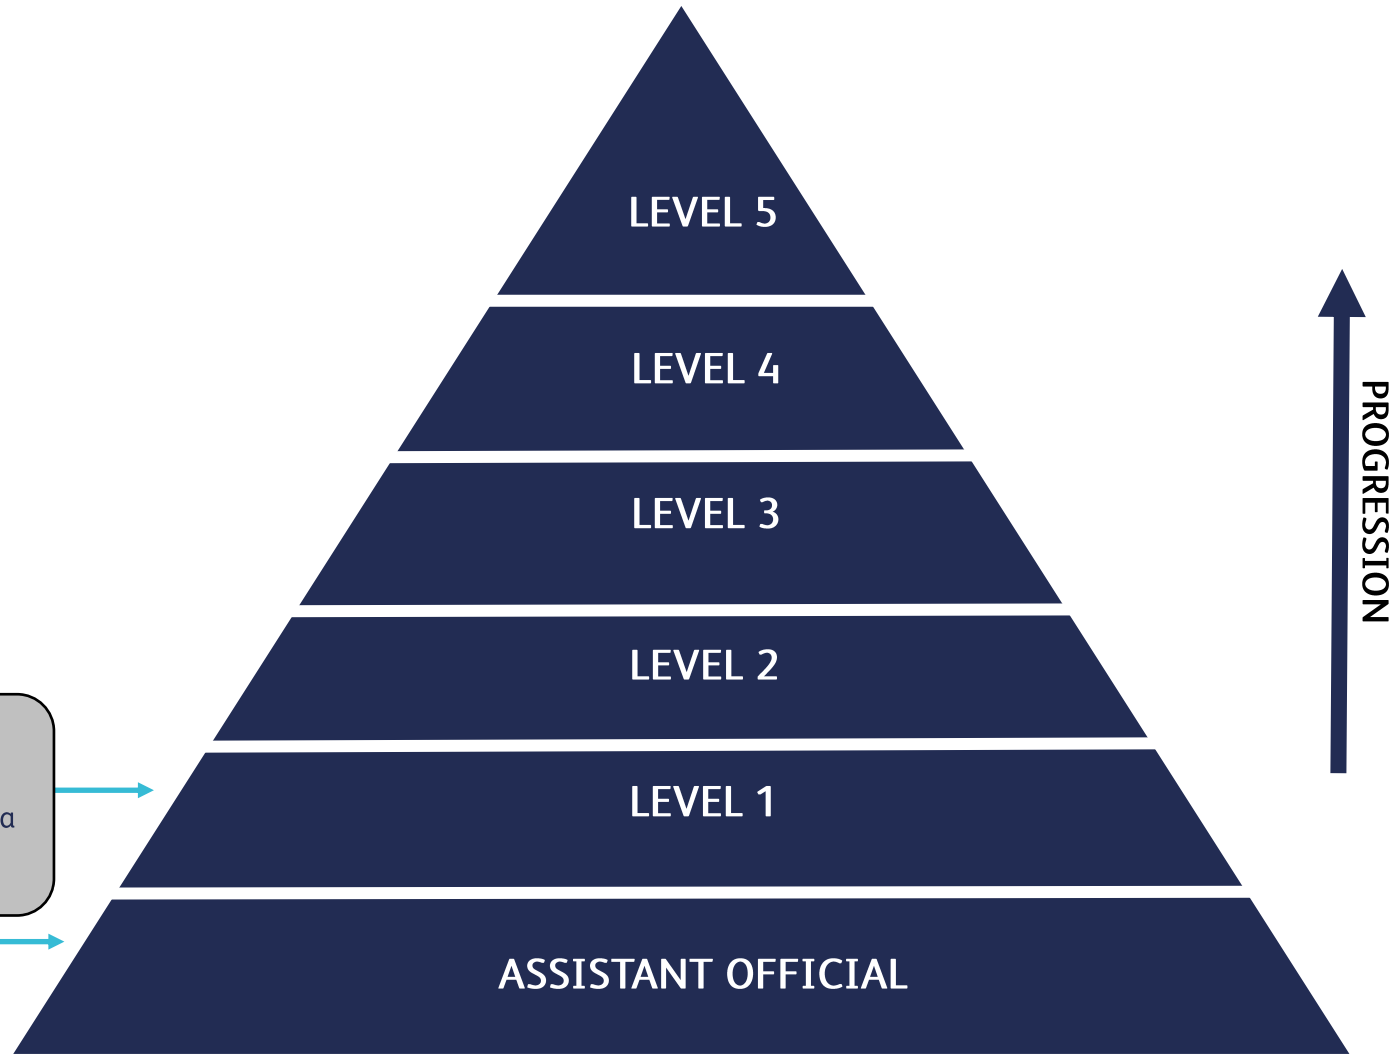 LEVEL 5
LEVEL 4
PROGRESSION
LEVEL 3
LEVEL 2
LEVEL 1
a
ASSISTANT OFFICIAL